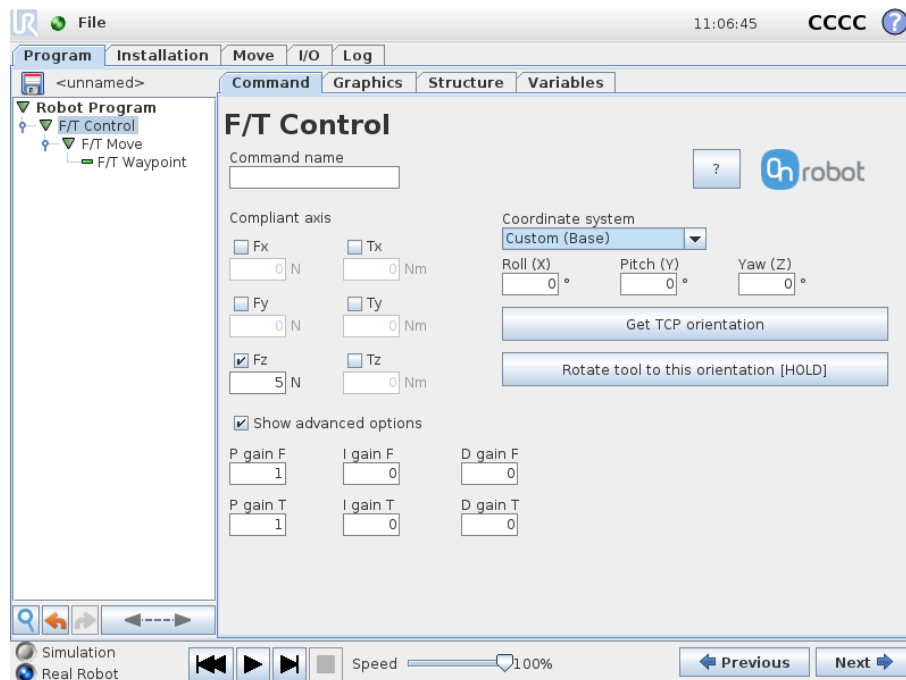 UR File 11:06:45 CCCC ?
Program Installation Move I/O Log
<unnamed> Command Graphics Structure Variables
Robot Program
F/T Control
F/T Move
F/T Waypoint
F/T Control
Command name
? On robot
Compliant axis Coordinate system
Custom (Base)
Fx Tx Roll (X) Pitch (Y) Yaw (Z)
0 N 0 Nm 0 ° 0 ° 0 °
Fy Ty
0 N 0 Nm Get TCP orientation
Fz Tz Rotate tool to this orientation [HOLD]
5 N 0 Nm
Show advanced options
P gain F I gain F D gain F
1 0 0
P gain T I gain T D gain T
1 0 0
Simulation
Real Robot Speed 100% Previous Next